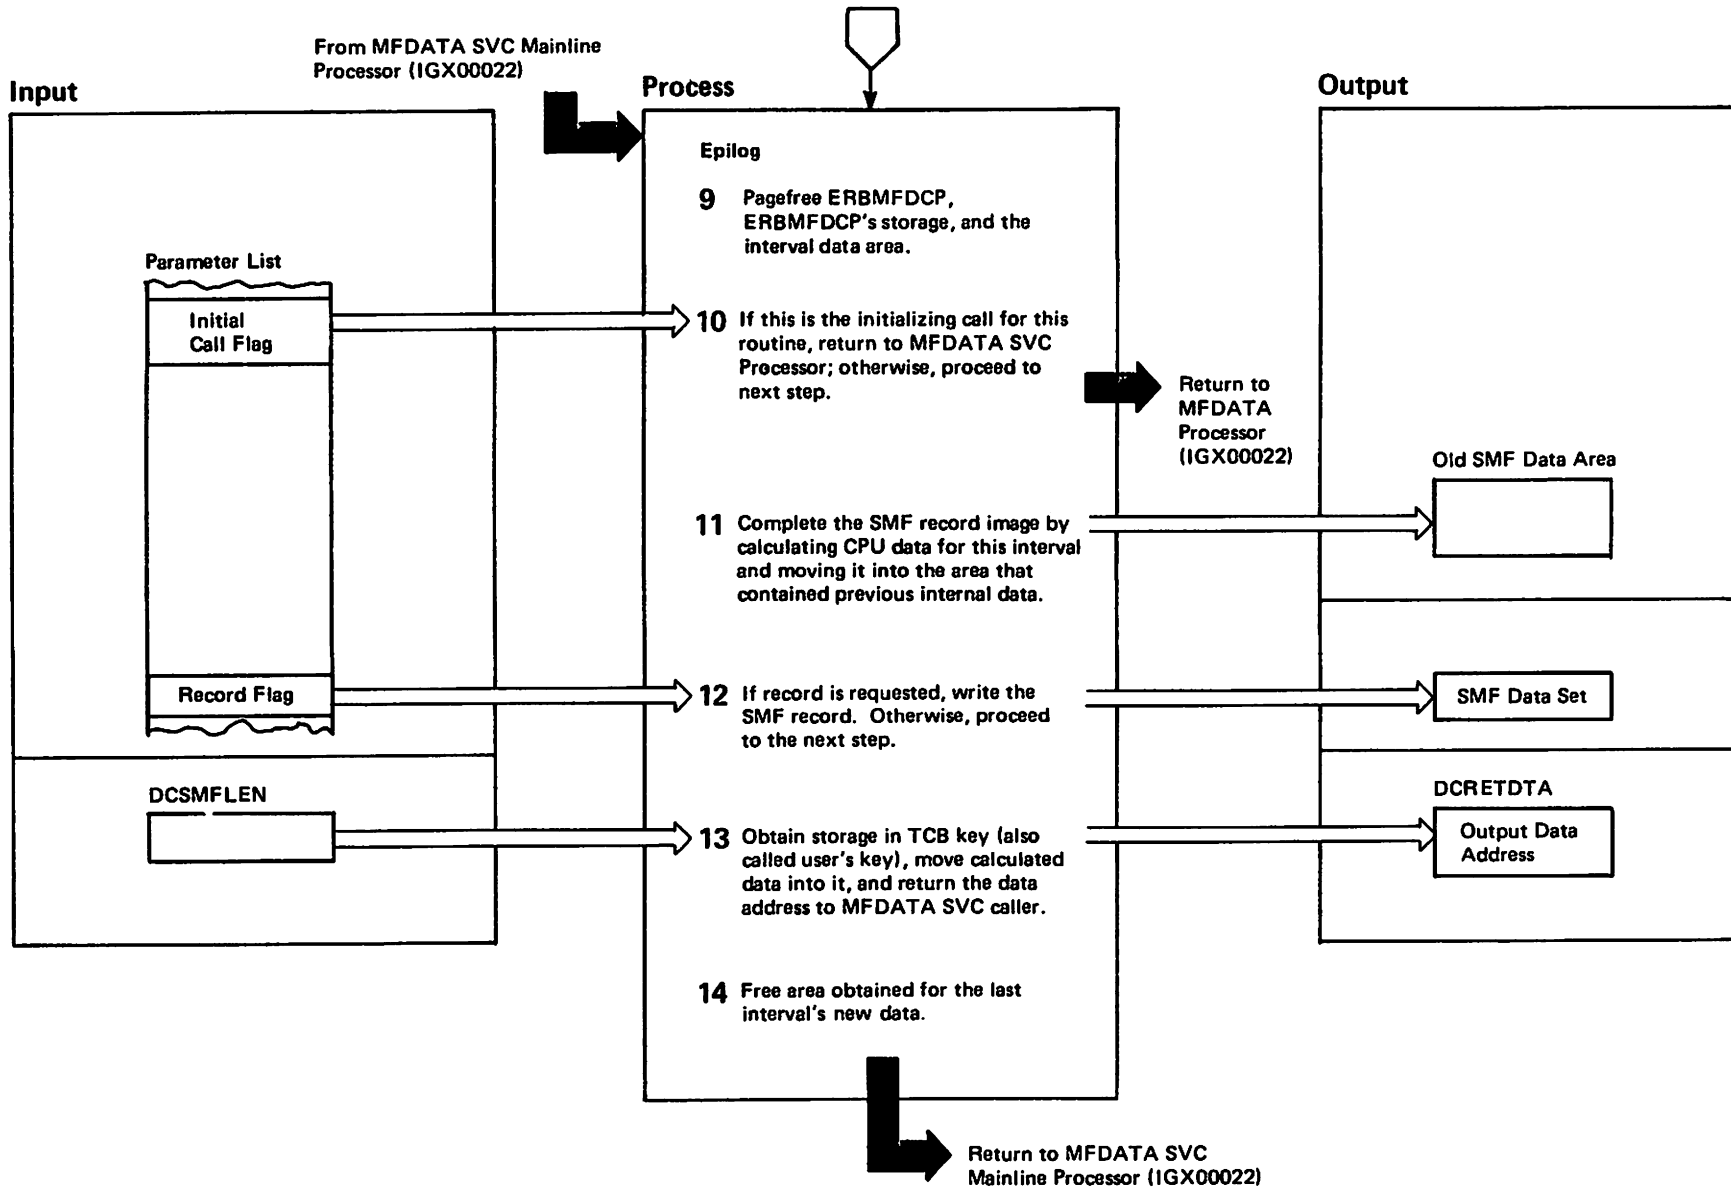 From MFDATA SVC Mainline
Processor (IGX00022)
Input
Process
Output
Epilog
9 Pagefree ERBMFDCP,
ERBMFDCP's storage, and the
interval data area.
Parameter List
Initial
Call Flag
10 If this is the initializing call for this
routine, return to MFDATA SVC
Processor; otherwise, proceed to
next step.
Return to
MFDATA
Processor
(IGX00022)
Old SMF Data Area
11 Complete the SMF record image by
calculating CPU data for this interval
and moving it into the area that
contained previous internal data.
Record Flag
12 If record is requested, write the
SMF record. Otherwise, proceed
to the next step.
SMF Data Set
DCSMFLEN
DCRETDTA
13 Obtain storage in TCB key (also
called user's key), move calculated
data into it, and return the data
address to MFDATA SVC caller.
Output Data
Address
14 Free area obtained for the last
interval's new data.
Return to MFDATA SVC
Mainline Processor (IGX00022)